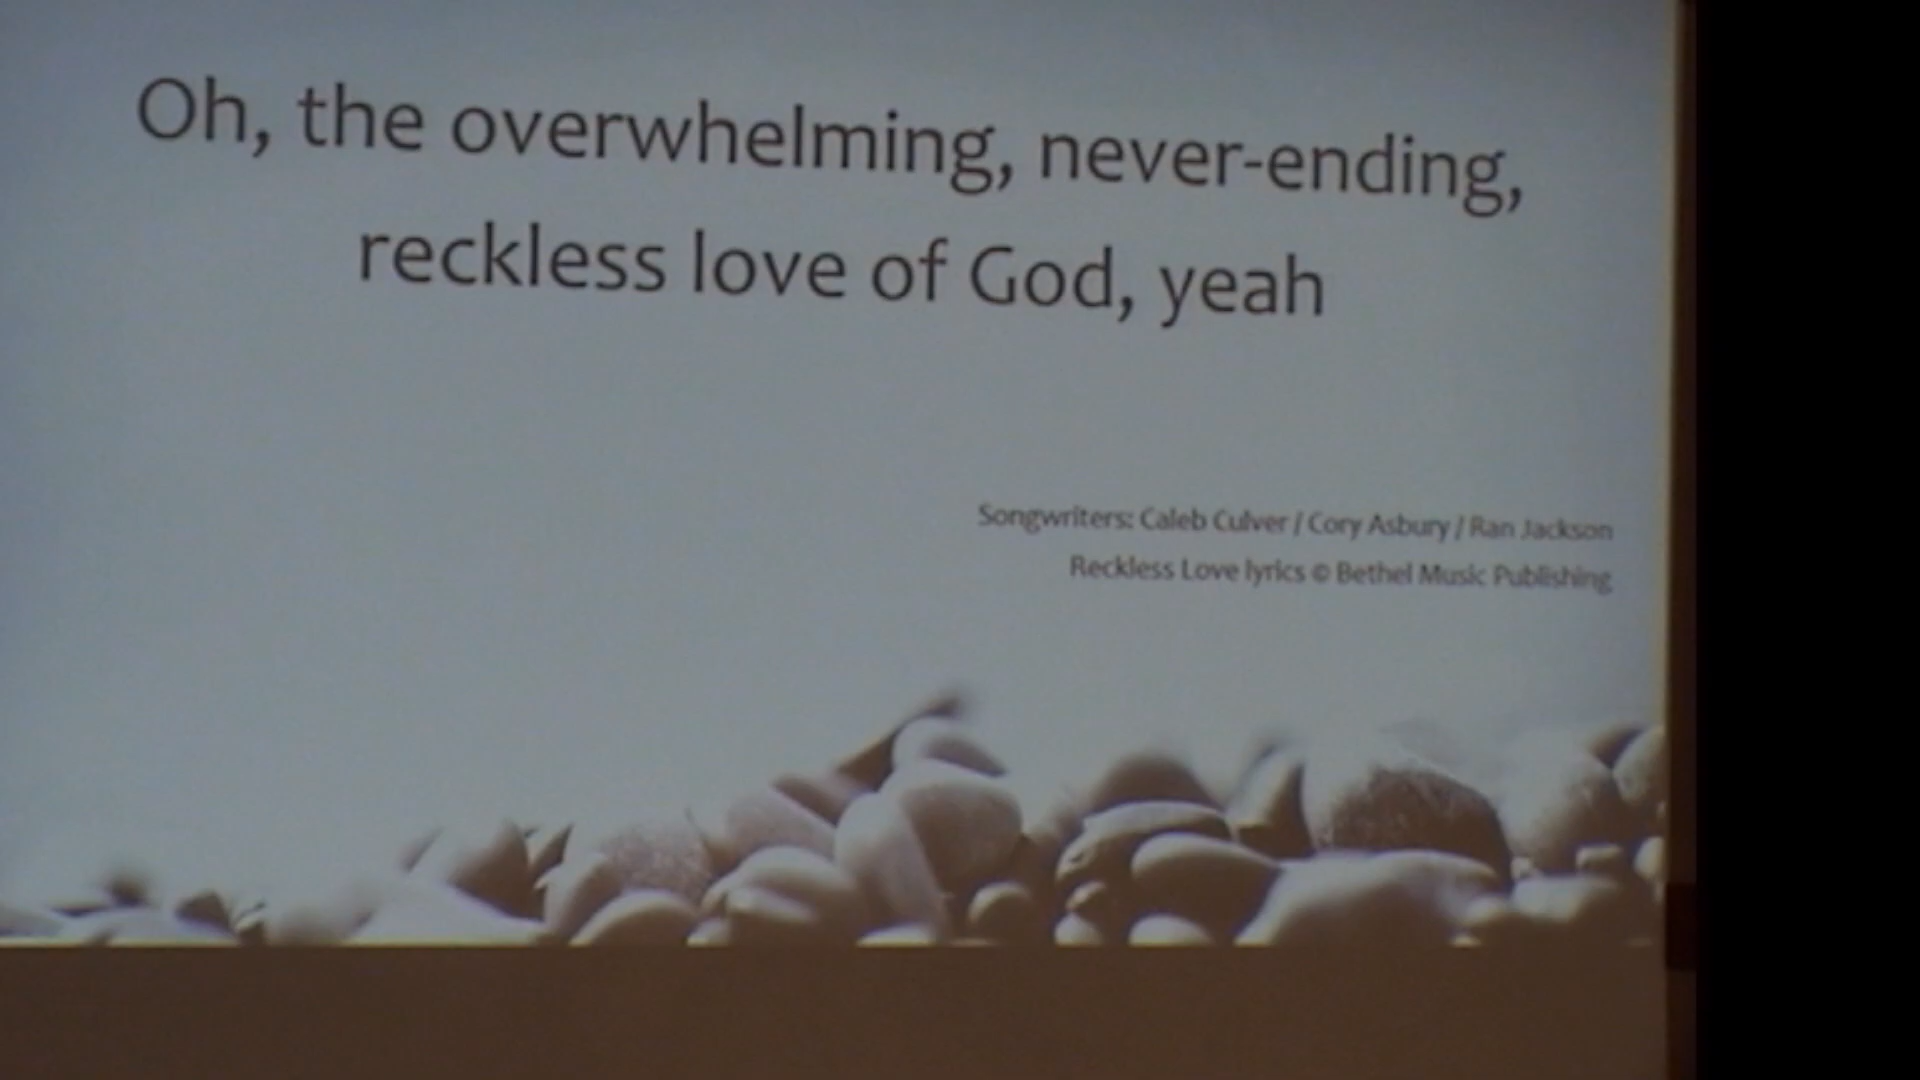 Oh, the overwhelming, never-ending,
reckless love of God, yeah
Songwriters: Caleb Culver / Cory Asbury / Ran Jackson
Reckless Love lyrics © Bethel Music Publishing